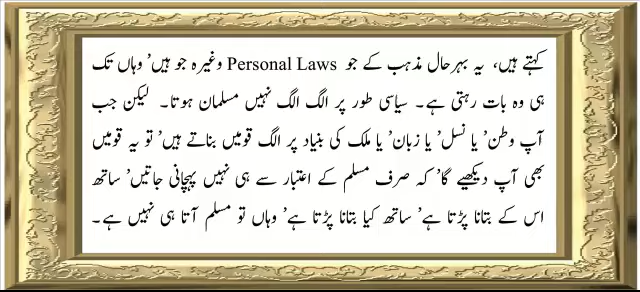 کہتے ہیں، یہ بہرحال مذہب کے جو Personal Laws وغیرہ جو ہیں’ وہاں تک
ہی وہ بات رہتی ہے۔ سیاسی طور پر الگ الگ نہیں مسلمان ہوتا۔ لیکن جب
آپ وطن’ یا نسل’ یا زبان’ یا ملک کی بنیاد پر الگ قومیں بناتے ہیں’ تو یہ قومیں
بھی آپ دیکھیے گا’ کہ صرف مسلم کے اعتبار سے ہی نہیں پہچانی جاتیں’ ساتھ
اس کے بتانا پڑتا ہے’ ساتھ کیا بتانا پڑتا ہے’ وہاں تو مسلم آتا ہی نہیں ہے۔